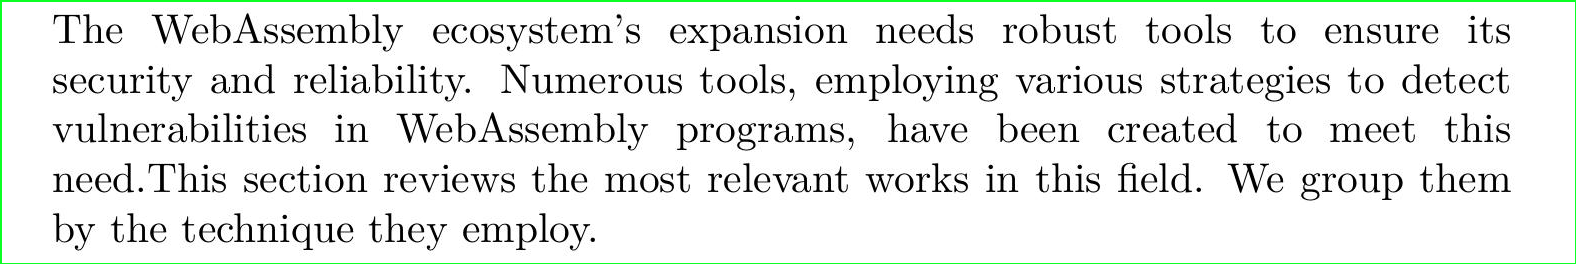 The WebAssembly ecosystem's expansion needs robust tools to ensure its
security and reliability. Numerous tools, employing various strategies to detect
vulnerabilities in WebAssembly programs, have been created to meet this
need.This section reviews the most relevant works in this field. We group them
by the technique they employ.